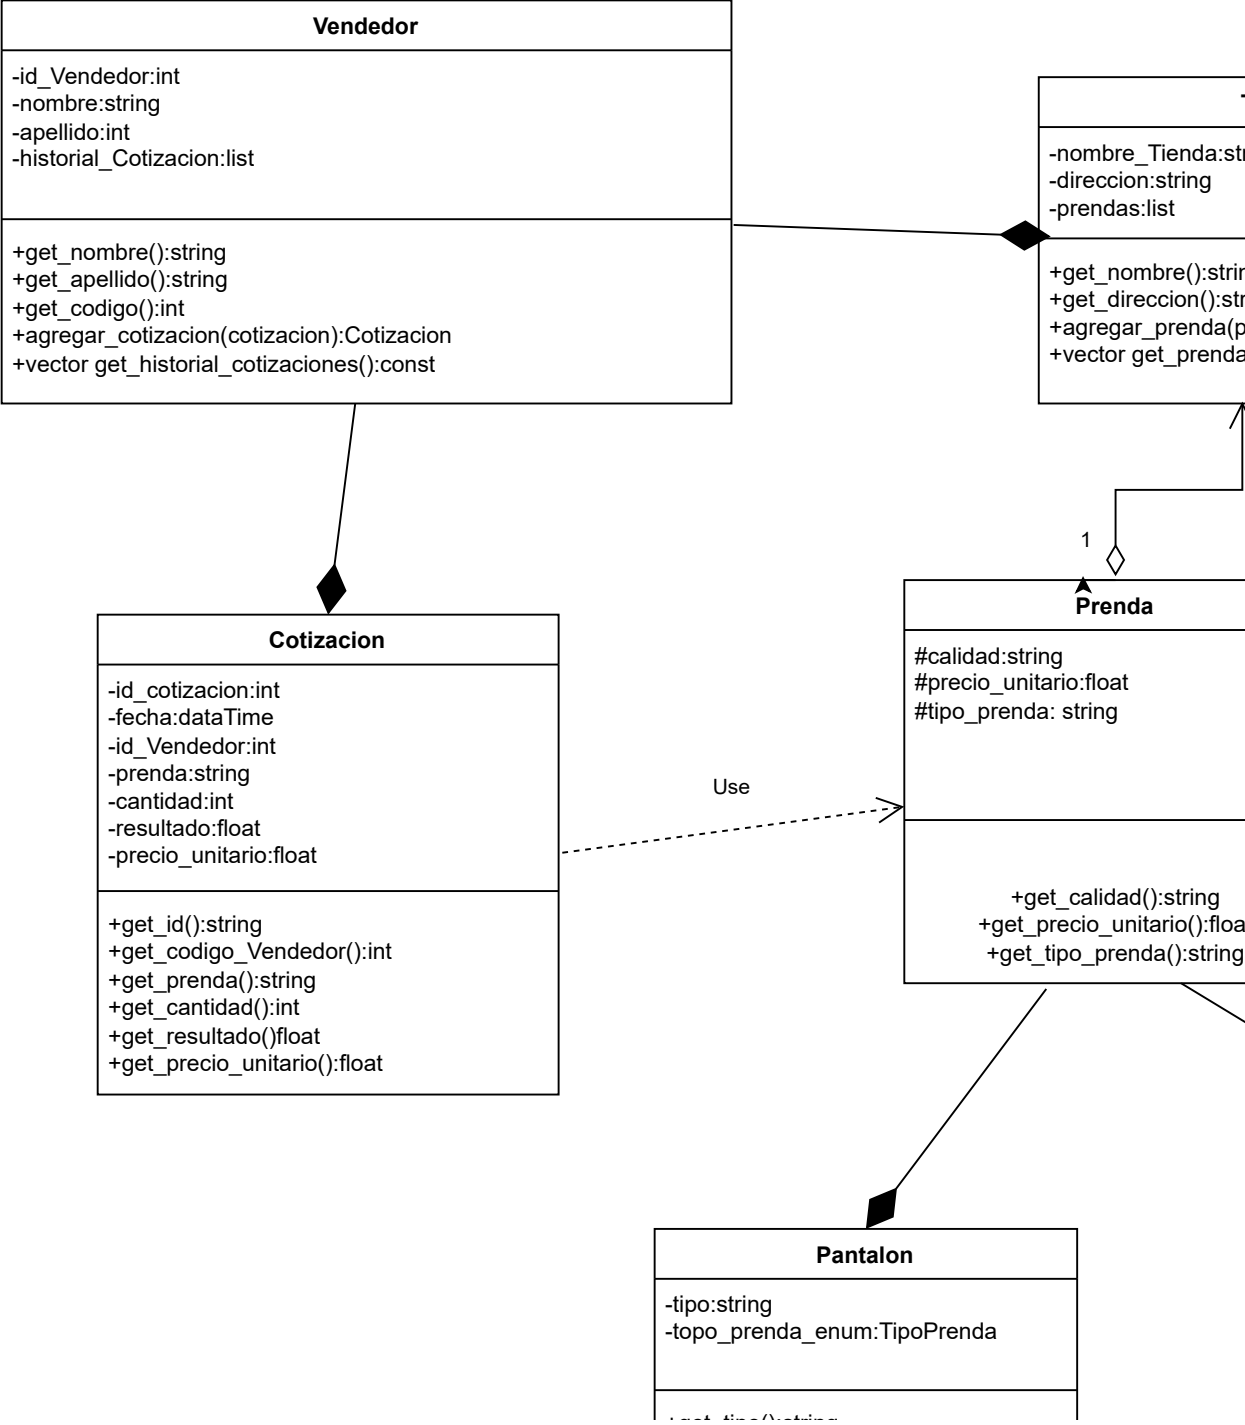 Vendedor
-id_Vendedor:int
-nombre:string
-apellido:int
-historial_Cotizacion:list
+get_nombre():string
+get_apellido():string
+get_codigo():int
+agregar_cotizacion(cotizacion):Cotizacion
+vector get_historial_cotizaciones():const
-nombre_Tienda:str
-direccion:string
-prendas:list
+get_nombre():strin
+get_direccion():str
+agregar_prenda(p
+vector get_prenda
1
Prenda
#calidad:string
#precio_unitario:float
#tipo_prenda: string
+get_calidad():string
+get_precio_unitario():floa
+get_tipo_prenda():string
Cotizacion
-id_cotizacion:int
-fecha:dataTime
-id_Vendedor:int
-prenda:string
-cantidad:int
-resultado:float
-precio_unitario:float
+get_id():string
+get_codigo_Vendedor():int
+get_prenda():string
+get_cantidad():int
+get_resultado()float
+get_precio_unitario():float
Use
Pantalon
-tipo:string
-topo_prenda_enum:TipoPrenda
+get_tipo():string